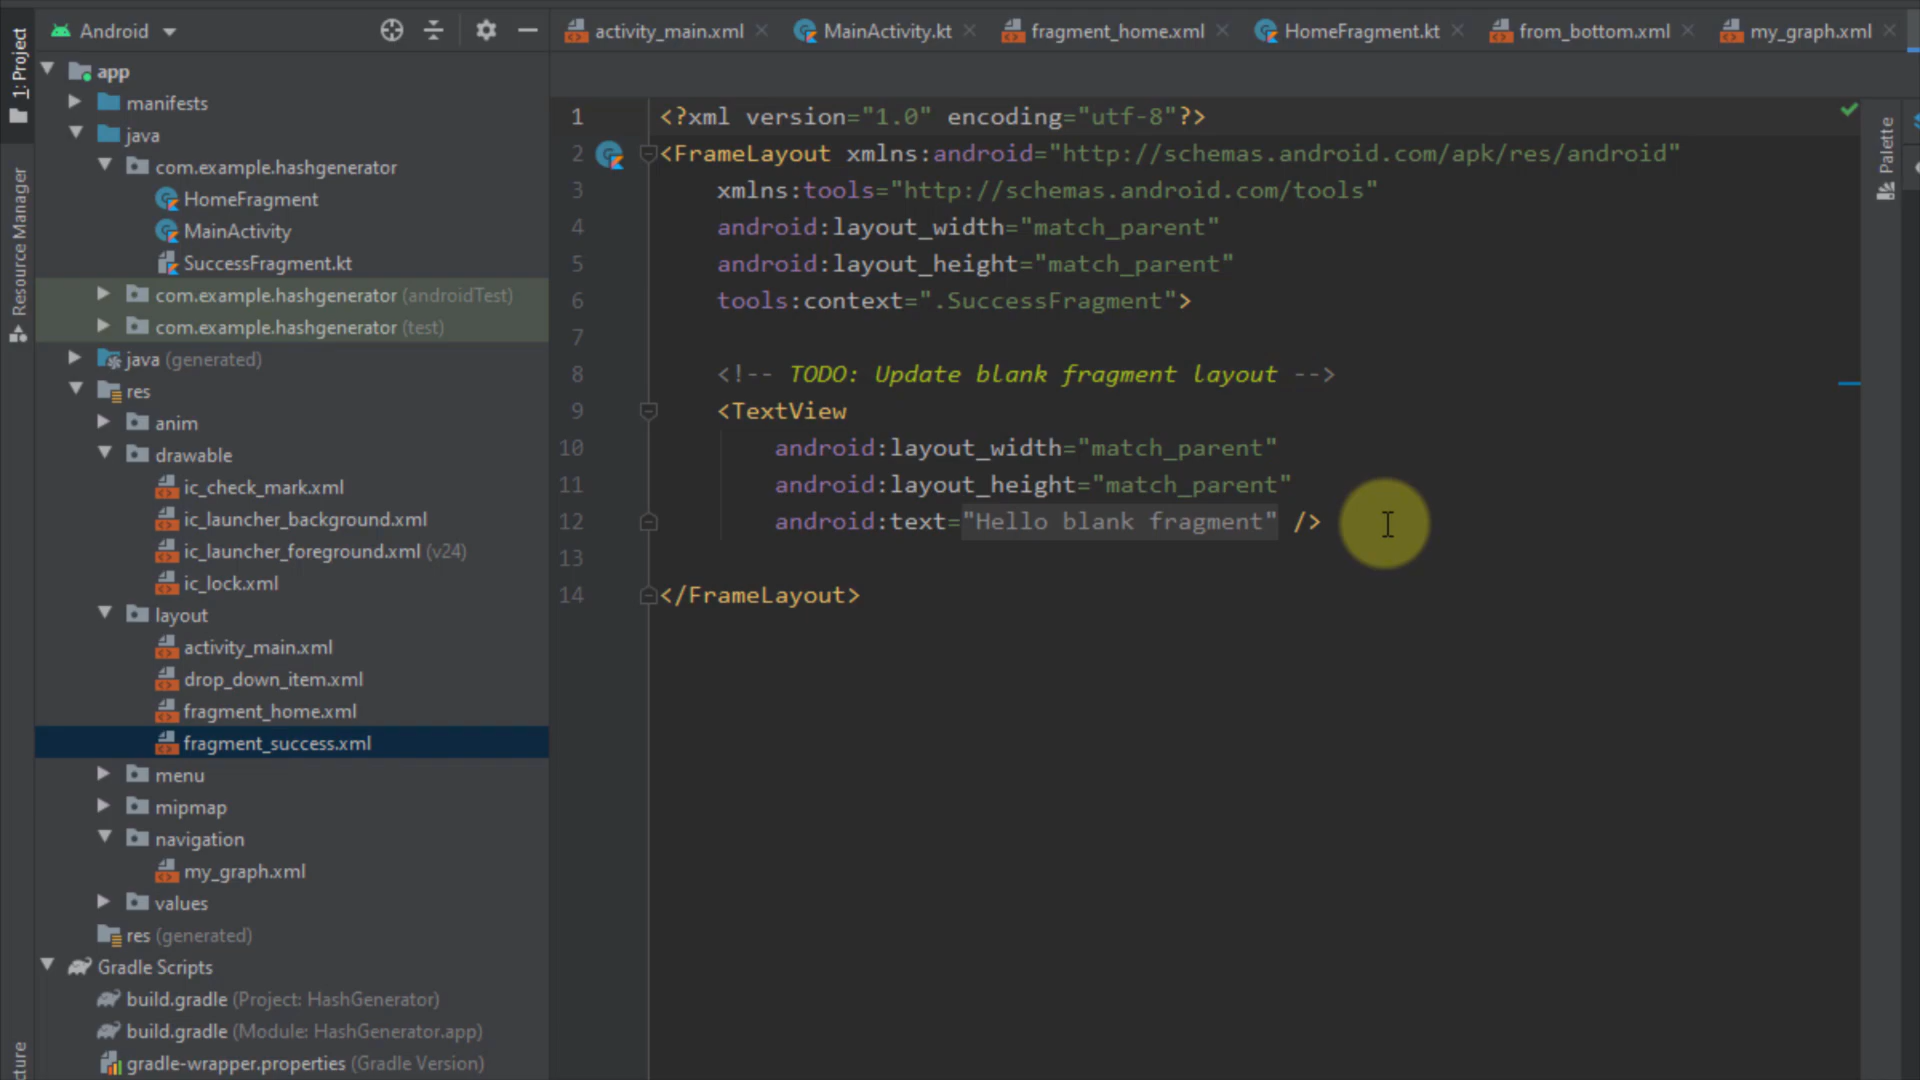 Android
activity_main.xml
MainActivity.kt
fragment_home.xml
HomeFragment.kt
from_bottom.xml
my_graph.xml
1: Project
Resource Manager
app
manifests
java
com.example.hashgenerator
HomeFragment
MainActivity
SuccessFragment.kt
com.example.hashgenerator (androidTest)
com.example.hashgenerator (test)
java (generated)
res
anim
drawable
ic_check_mark.xml
ic_launcher_background.xml
ic_launcher_foreground.xml (v24)
ic_lock.xml
layout
activity_main.xml
drop_down_item.xml
fragment_home.xml
fragment_success.xml
menu
mipmap
navigation
my_graph.xml
values
res (generated)
Gradle Scripts
build.gradle (Project: HashGenerator)
build.gradle (Module: HashGenerator.app)
gradle-wrapper.properties (Gradle Version)
1 <?xml version="1.0" encoding="utf-8"?>
2 <FrameLayout xmlns:android="http://schemas.android.com/apk/res/android"
3 xmlns:tools="http://schemas.android.com/tools"
4 android:layout_width="match_parent"
5 android:layout_height="match_parent"
6 tools:context=".SuccessFragment">
7
8 <!-- TODO: Update blank fragment layout -->
9 <TextView
10 android:layout_width="match_parent"
11 android:layout_height="match_parent"
12 android:text="Hello blank fragment" />
13
14 </FrameLayout>
Palette